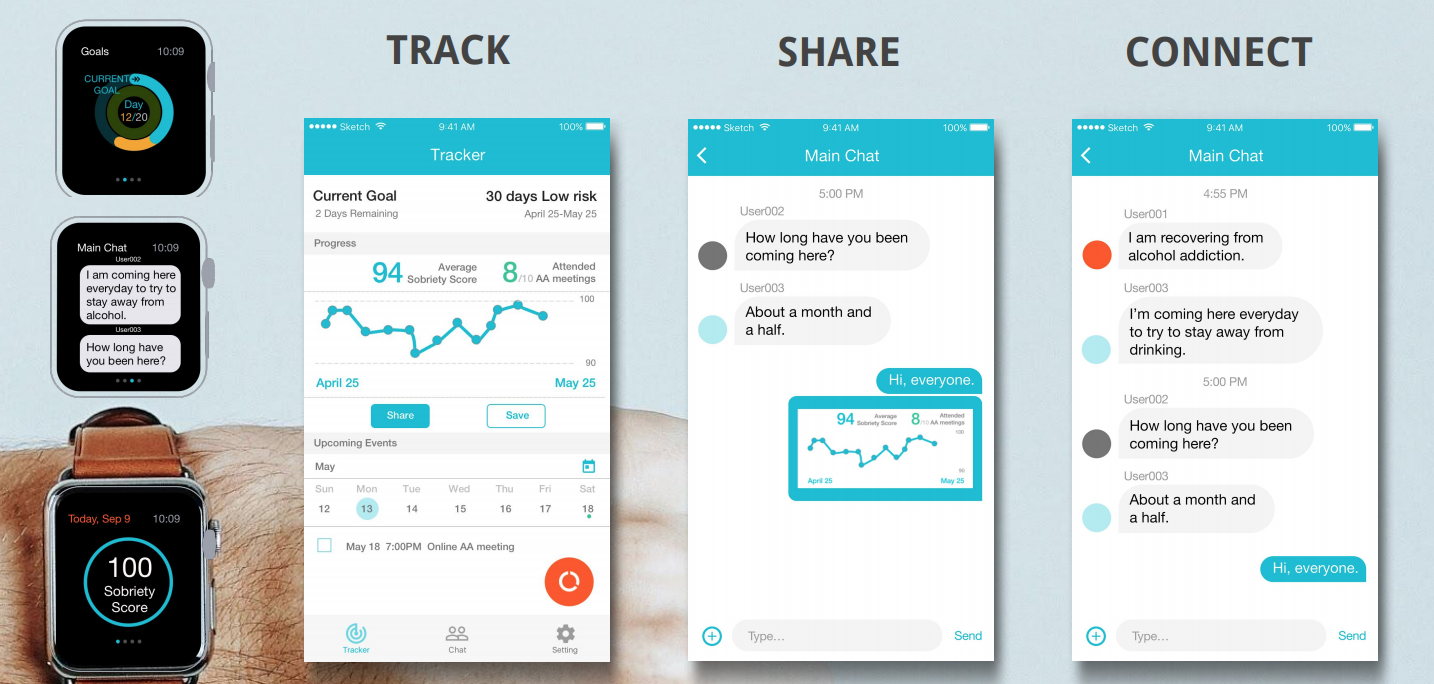 Goals 10:09
CURRENT
GOAL
Day
12/20
Main Chat 10:09
User002
I am coming here
everyday to try to
stay away from
alcohol.
User003
How long have
you been here?
Today, Sep 9 10:09
100
Sobriety
Score
TRACK
Sketch 9:41 AM 100%
Tracker
Current Goal 30 days Low risk
2 Days Remaining April 25-May 25
Progress
94 Average Sobriety Score 8/10 Attended AA meetings
100
90
April 25 May 25
Share Save
Upcoming Events
May
Sun Mon Tue Wed Thu Fri Sat
12 13 14 15 16 17 18
May 18 7:00PM Online AA meeting
Tracker Chat Setting
SHARE
Sketch 9:41 AM 100%
Main Chat
5:00 PM
User002
How long have you been
coming here?
User003
About a month and
a half.
Hi, everyone.
94 Average Sobriety Score 8/10 Attended AA meetings
100
90
April 25 May 25
Type... Send
CONNECT
Sketch 9:41 AM 100%
Main Chat
4:55 PM
User001
I am recovering from
alcohol addiction.
User003
I'm coming here everyday
to try to stay away from
drinking.
5:00 PM
User002
How long have you been
coming here?
User003
About a month and
a half.
Hi, everyone.
Type... Send